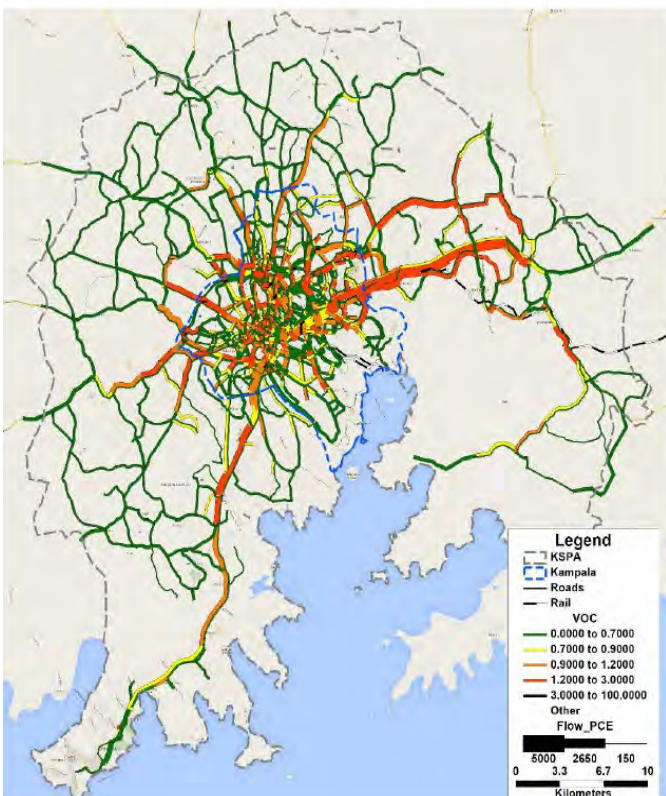 Legend
KSPA
Kampala
Roads
Rail
VOC
0.0000 to 0.7000
0.7000 to 0.9000
0.9000 to 1.2000
1.2000 to 3.0000
3.0000 to 100.0000
Other
Flow_PCE
5000 2650 150
0 3.3 6.7 10
Kilometers